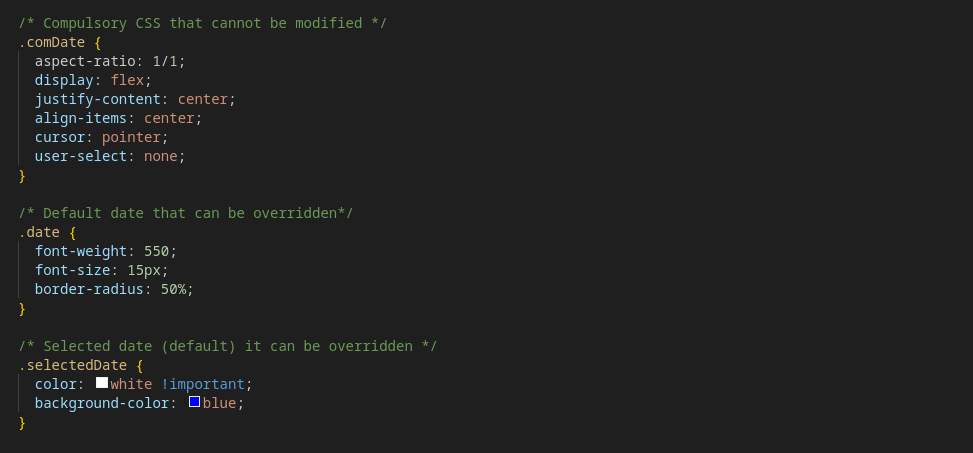 /* Compulsory CSS that cannot be modified */
.comDate {
  aspect-ratio: 1/1;
  display: flex;
  justify-content: center;
  align-items: center;
  cursor: pointer;
  user-select: none;
}

/* Default date that can be overridden*/
.date {
  font-weight: 550;
  font-size: 15px;
  border-radius: 50%;
}

/* Selected date (default) it can be overridden */
.selectedDate {
  color: white !important;
  background-color: blue;
}